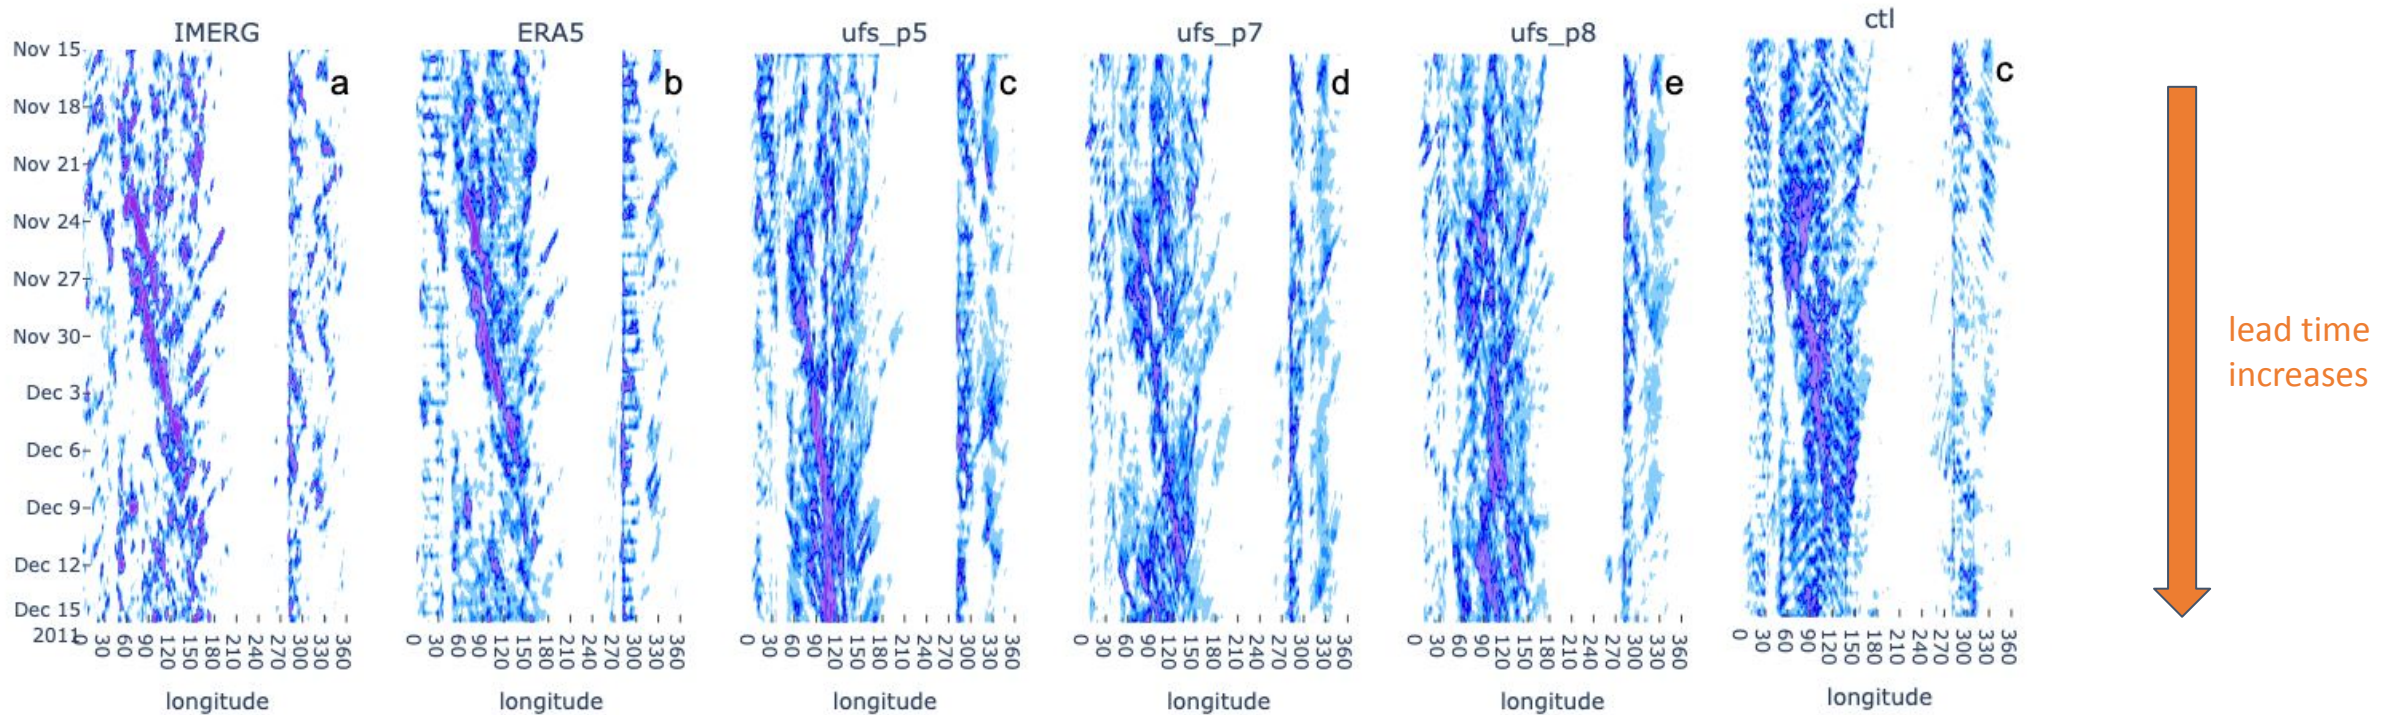 IMERG
ERA5
ufs_p5
ufs_p7
ufs_p8
ctl
a
b
c
d
e
c
Nov 15
Nov 18
Nov 21
Nov 24
Nov 27
Nov 30
Dec 3
Dec 6
Dec 9
Dec 12
Dec 15
2011
0 30 60 90 120 150 180 210 240 270 300 330 360
0 30 60 90 120 150 180 210 240 270 300 330 360
0 30 60 90 120 150 180 210 240 270 300 330 360
0 30 60 90 120 150 180 210 240 270 300 330 360
0 30 60 90 120 150 180 210 240 270 300 330 360
0 30 60 90 120 150 180 210 240 270 300 330 360
longitude
longitude
longitude
longitude
longitude
longitude
lead time
increases